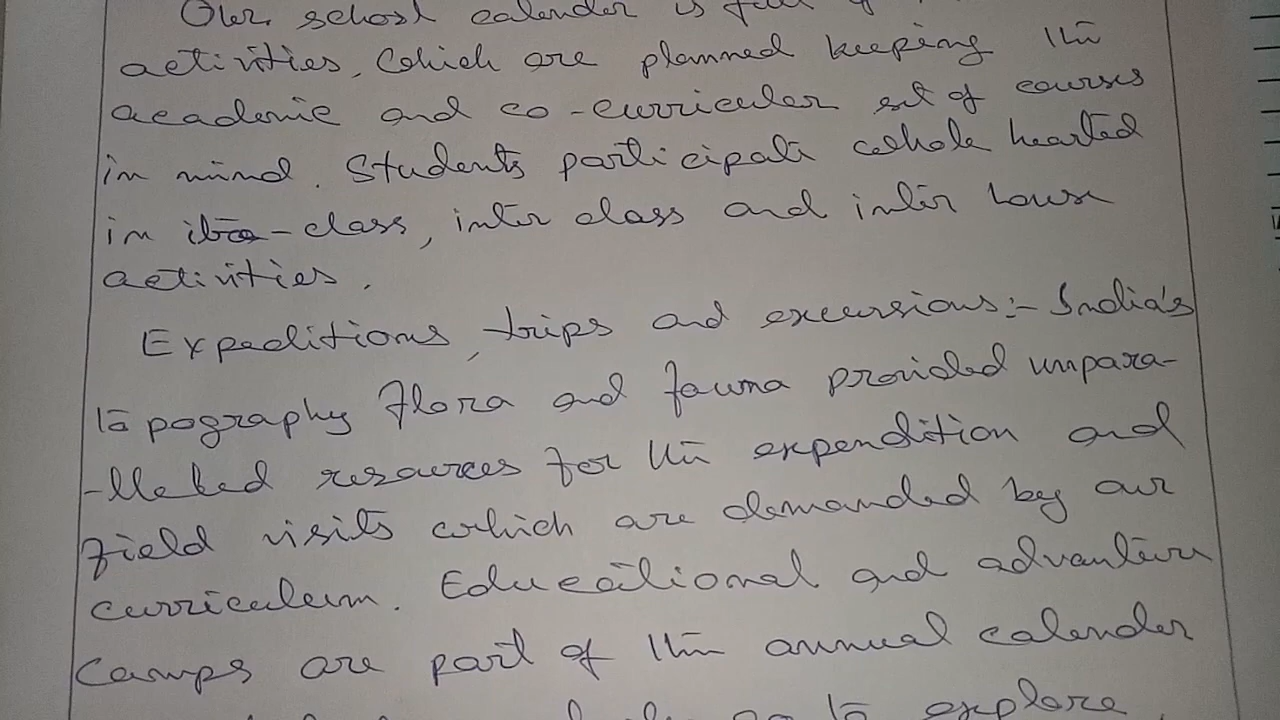 Our school calender is full of
activities, Which are planned keeping the
academic and co-curricular set of courses
in mind. Students participate whole hearted
in -class, inter class and inter house
activities.
Expeditions, trips and excursions:- India's
topography flora and fauna provided unpara-
-lleled resources for the expendition and
field visits which are demanded by our
curriculum. Educational and advanture
camps are part of the annual calender
to explore